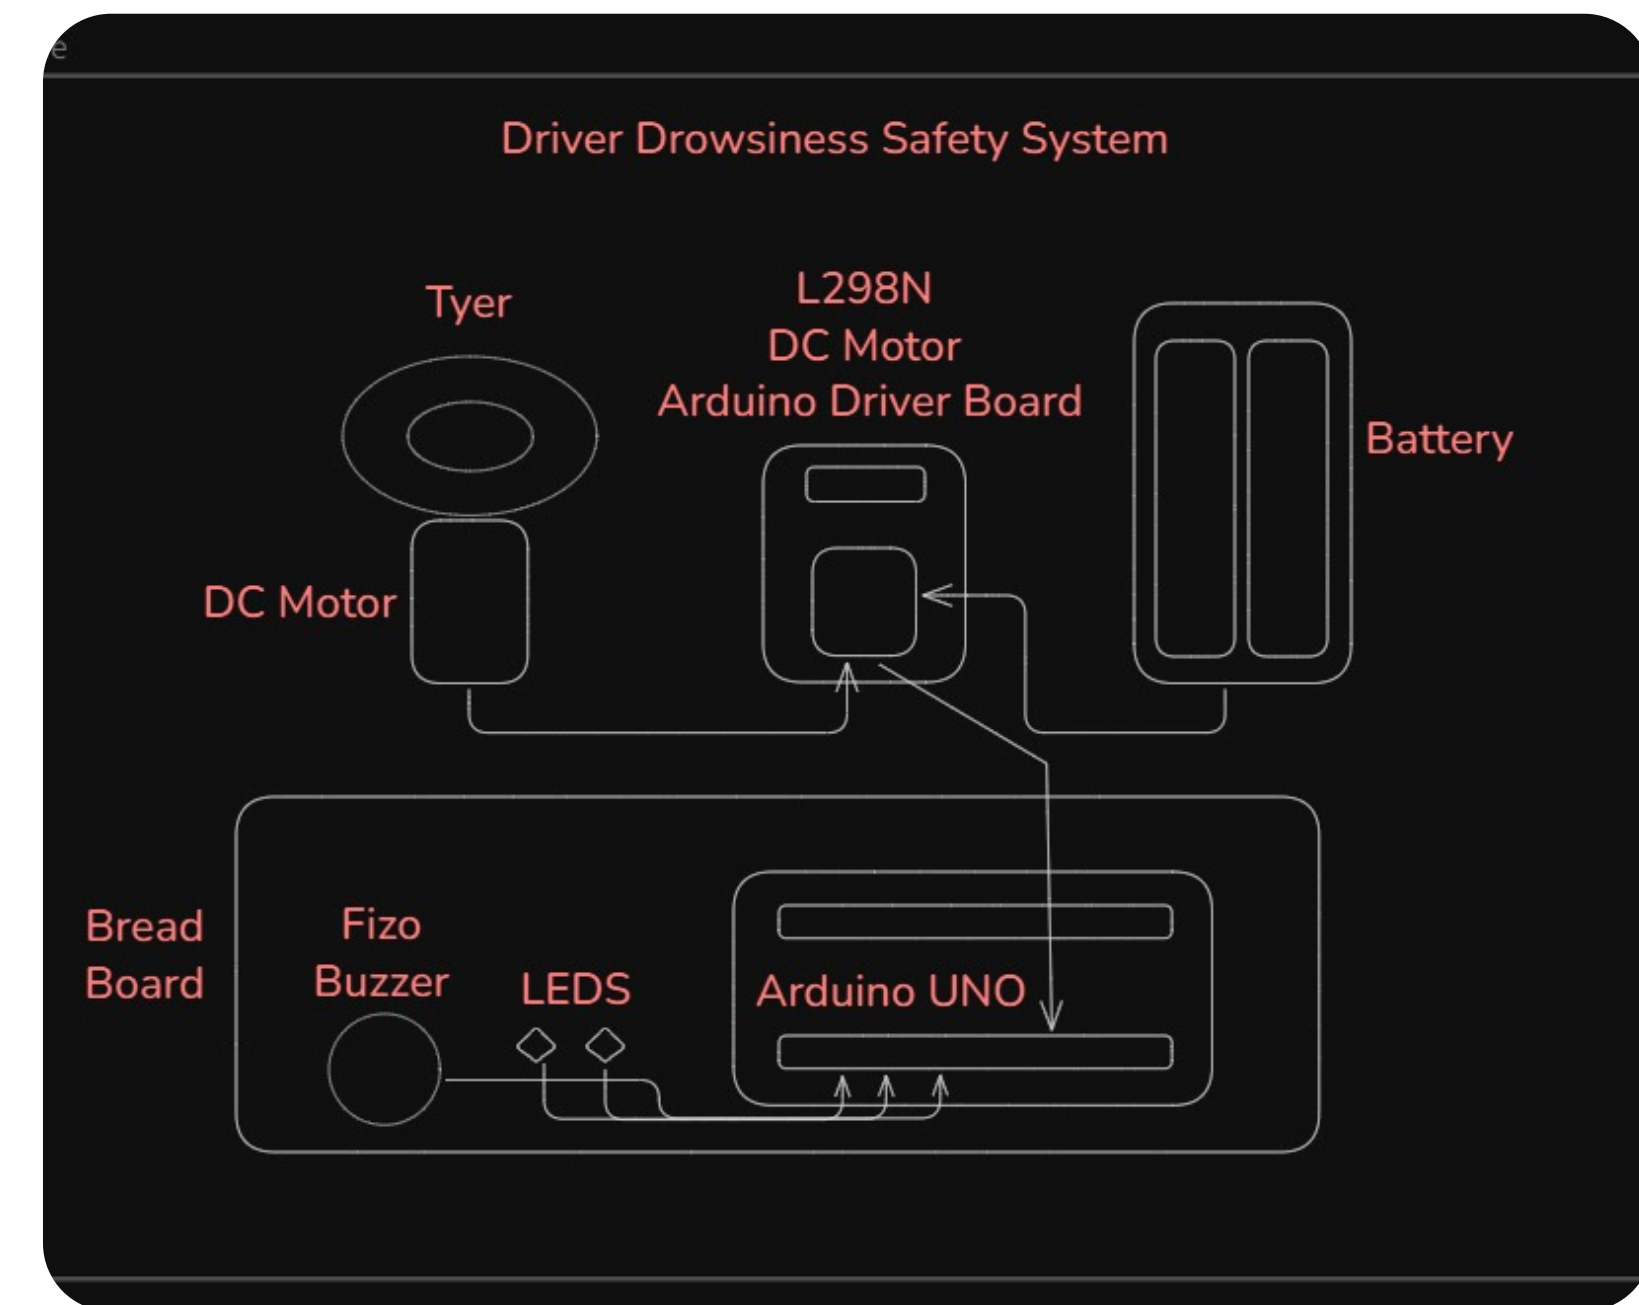 e
Driver Drowsiness Safety System
Tyer
L298N
DC Motor
Arduino Driver Board
Battery
DC Motor
Bread
Board
Fizo
Buzzer
LEDS
Arduino UNO